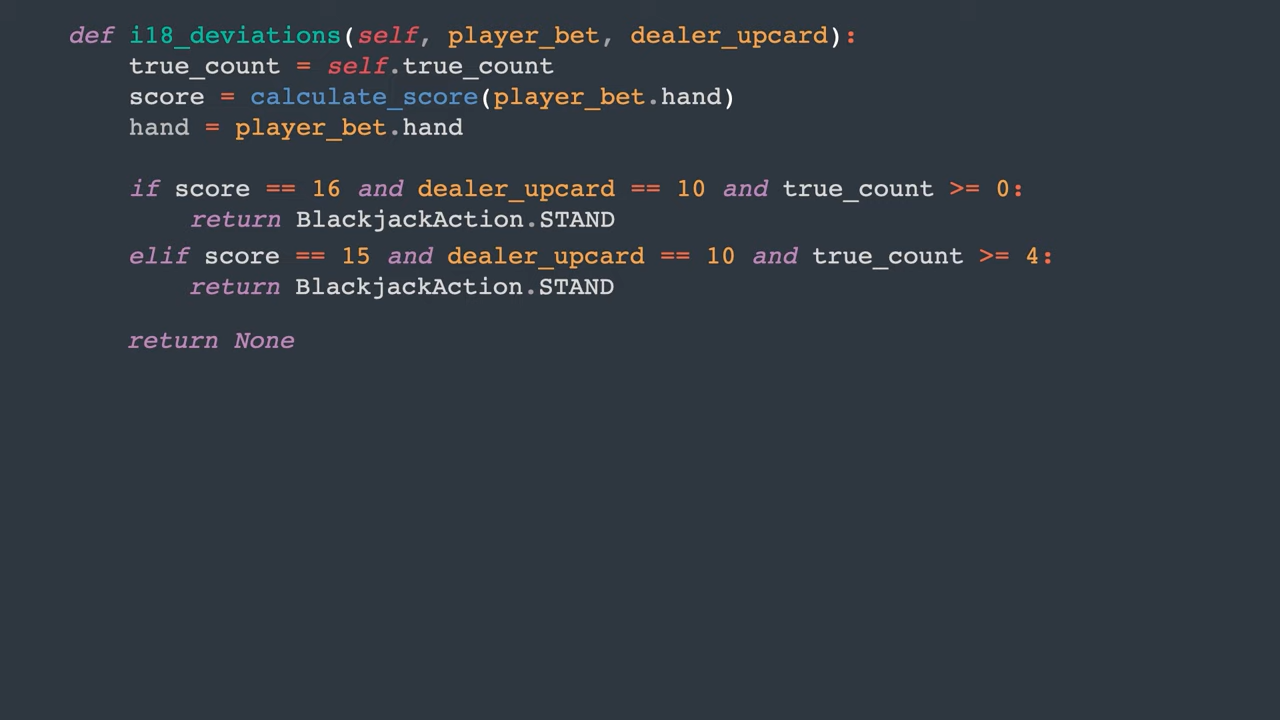 def i18_deviations(self, player_bet, dealer_upcard):
    true_count = self.true_count
    score = calculate_score(player_bet.hand)
    hand = player_bet.hand

    if score == 16 and dealer_upcard == 10 and true_count >= 0:
        return BlackjackAction.STAND
    elif score == 15 and dealer_upcard == 10 and true_count >= 4:
        return BlackjackAction.STAND

    return None